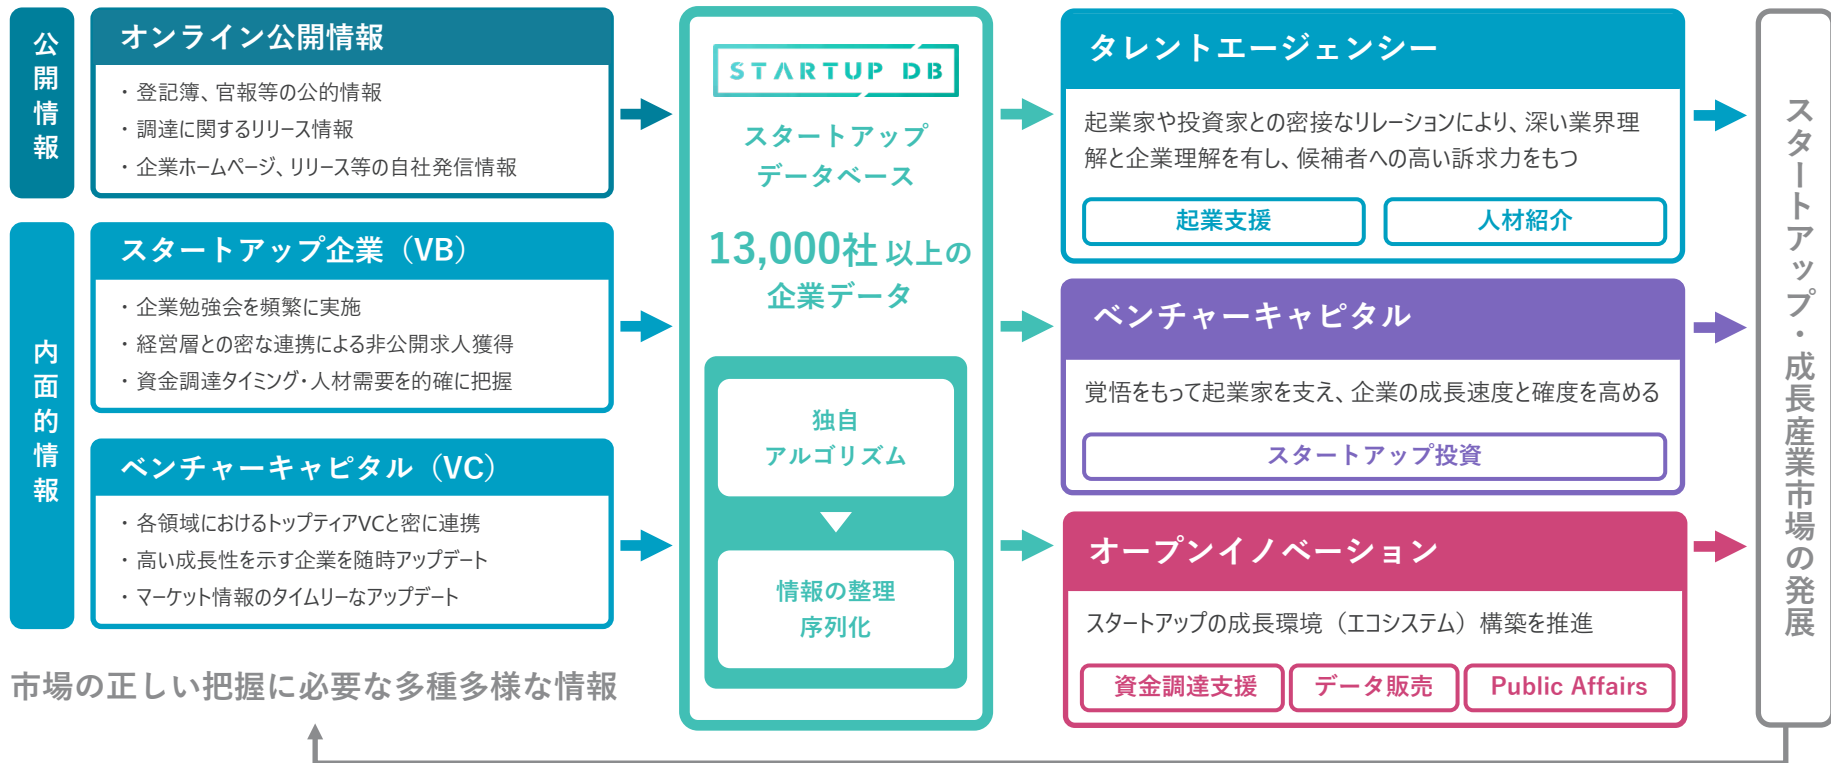 公開情報
オンライン公開情報
・登記簿、官報等の公的情報
・調達に関するリリース情報
・企業ホームページ、リリース等の自社発信情報
内面的情報
スタートアップ企業（VB）
・企業勉強会を頻繁に実施
・経営層との密な連携による非公開求人獲得
・資金調達タイミング・人材需要を的確に把握
ベンチャーキャピタル（VC）
・各領域におけるトップティアVCと密に連携
・高い成長性を示す企業を随時アップデート
・マーケット情報のタイムリーなアップデート
市場の正しい把握に必要な多種多様な情報
STARTUP DB
スタートアップ
データベース
13,000社 以上の
企業データ
独自
アルゴリズム
情報の整理
序列化
タレントエージェンシー
起業家や投資家との密接なリレーションにより、深い業界理
解と企業理解を有し、候補者への高い訴求力をもつ
起業支援
人材紹介
ベンチャーキャピタル
覚悟をもって起業家を支え、企業の成長速度と確度を高める
スタートアップ投資
オープンイノベーション
スタートアップの成長環境（エコシステム）構築を推進
資金調達支援
データ販売
Public Affairs
スタートアップ・成長産業市場の発展